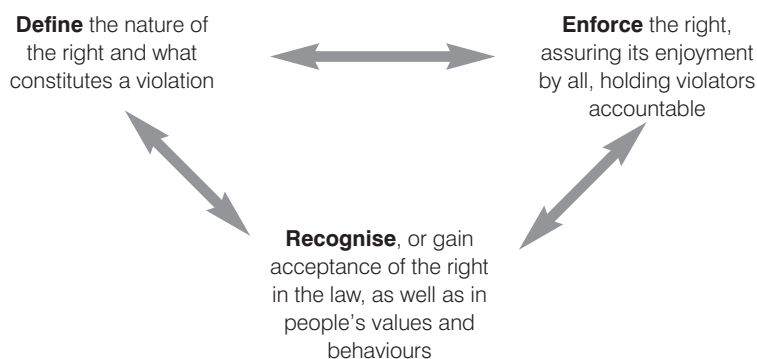 Define the nature of
the right and what
constitutes a violation
Enforce the right,
assuring its enjoyment
by all, holding violators
accountable
Recognise, or gain
acceptance of the right
in the law, as well as in
people's values and
behaviours